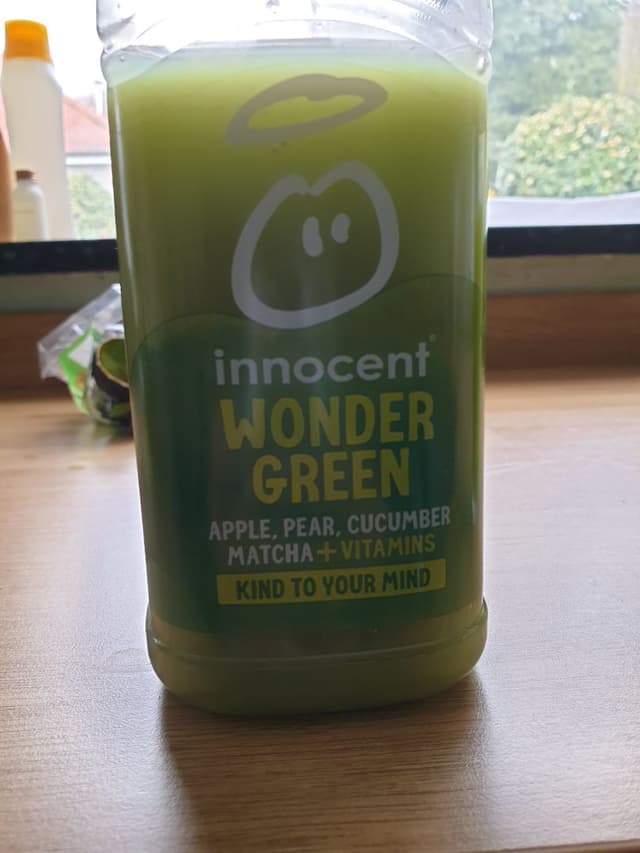 innocent
WONDER
GREEN
APPLE, PEAR, CUCUMBER
MATCHA + VITAMINS
KIND TO YOUR MIND